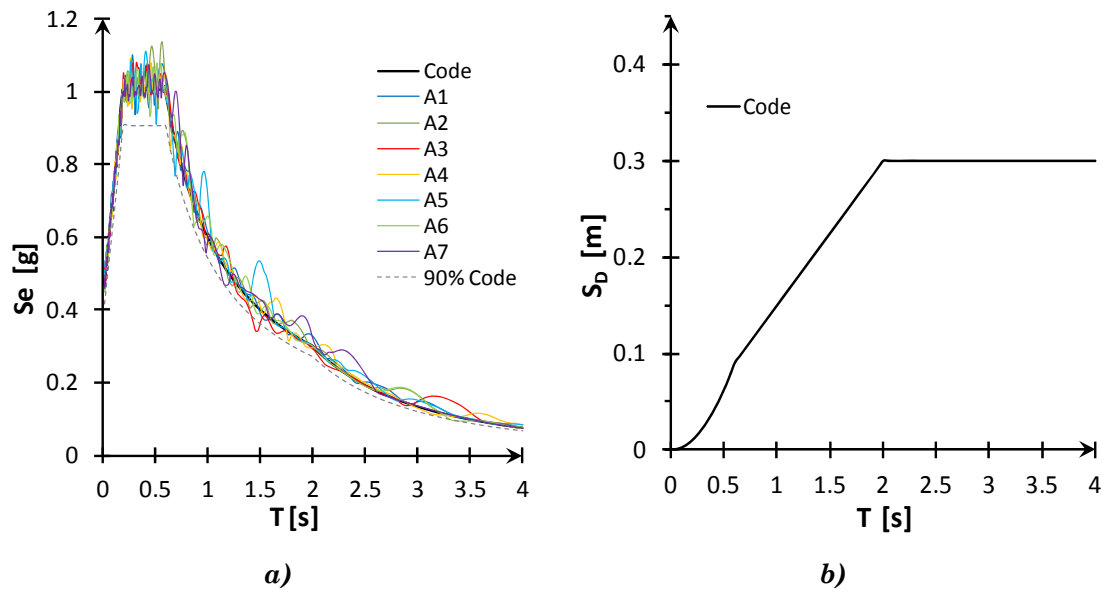 1.2
1
0.8
0.6
0.4
0.2
0
Se [g]
0 0.5 1 1.5 2 2.5 3 3.5 4
T [s]
Code
A1
A2
A3
A4
A5
A6
A7
90% Code
a)
0.4
0.3
0.2
0.1
0
S_D [m]
0 0.5 1 1.5 2 2.5 3 3.5 4
T [s]
Code
b)